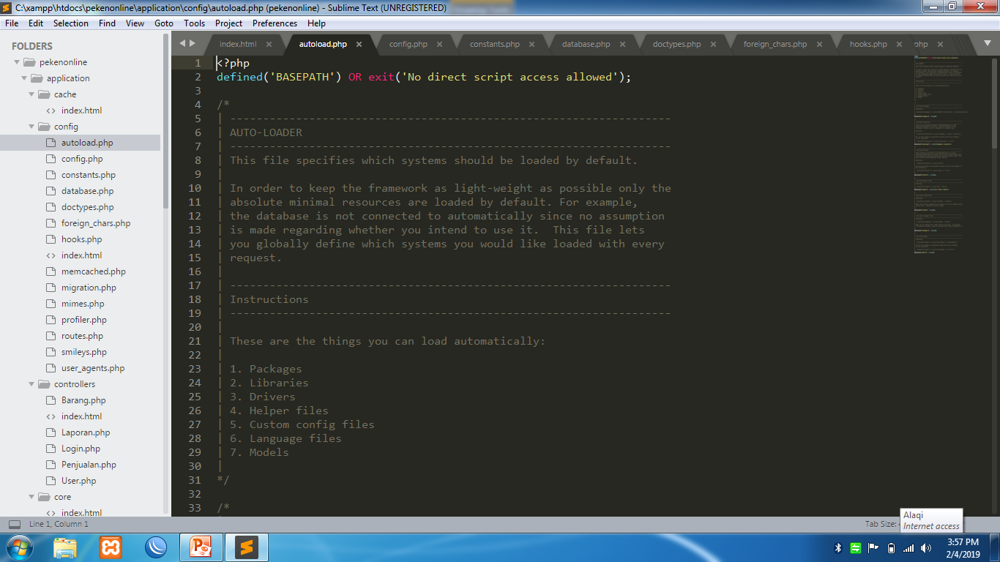 C:\xampp\htdocs\pekenonline\application\config\autoload.php (pekenonline) - Sublime Text (UNREGISTERED)
File Edit Selection Find View Goto Tools Project Preferences Help
FOLDERS
pekenonline
application
cache
index.html
config
autoload.php
config.php
constants.php
database.php
doctypes.php
foreign_chars.php
hooks.php
index.html
memcached.php
migration.php
mimes.php
profiler.php
routes.php
smileys.php
user_agents.php
controllers
Barang.php
index.html
Laporan.php
Login.php
Penjualan.php
User.php
core
index.html
index.html autoload.php config.php constants.php database.php doctypes.php foreign_chars.php hooks.php php
1 <?php
2 defined('BASEPATH') OR exit('No direct script access allowed');
3
4 /*
5 | -------------------------------------------------------------------
6 | AUTO-LOADER
7 | -------------------------------------------------------------------
8 | This file specifies which systems should be loaded by default.
9 |
10 | In order to keep the framework as light-weight as possible only the
11 | absolute minimal resources are loaded by default. For example,
12 | the database is not connected to automatically since no assumption
13 | is made regarding whether you intend to use it.  This file lets
14 | you globally define which systems you would like loaded with every
15 | request.
16 |
17 | -------------------------------------------------------------------
18 | Instructions
19 | -------------------------------------------------------------------
20 |
21 | These are the things you can load automatically:
22 |
23 | 1. Packages
24 | 2. Libraries
25 | 3. Drivers
26 | 4. Helper files
27 | 5. Custom config files
28 | 6. Language files
29 | 7. Models
30 |
31 */
32
33 /*
Line 1, Column 1
Tab Size:
Alaqi
Internet access
3:57 PM
2/4/2019